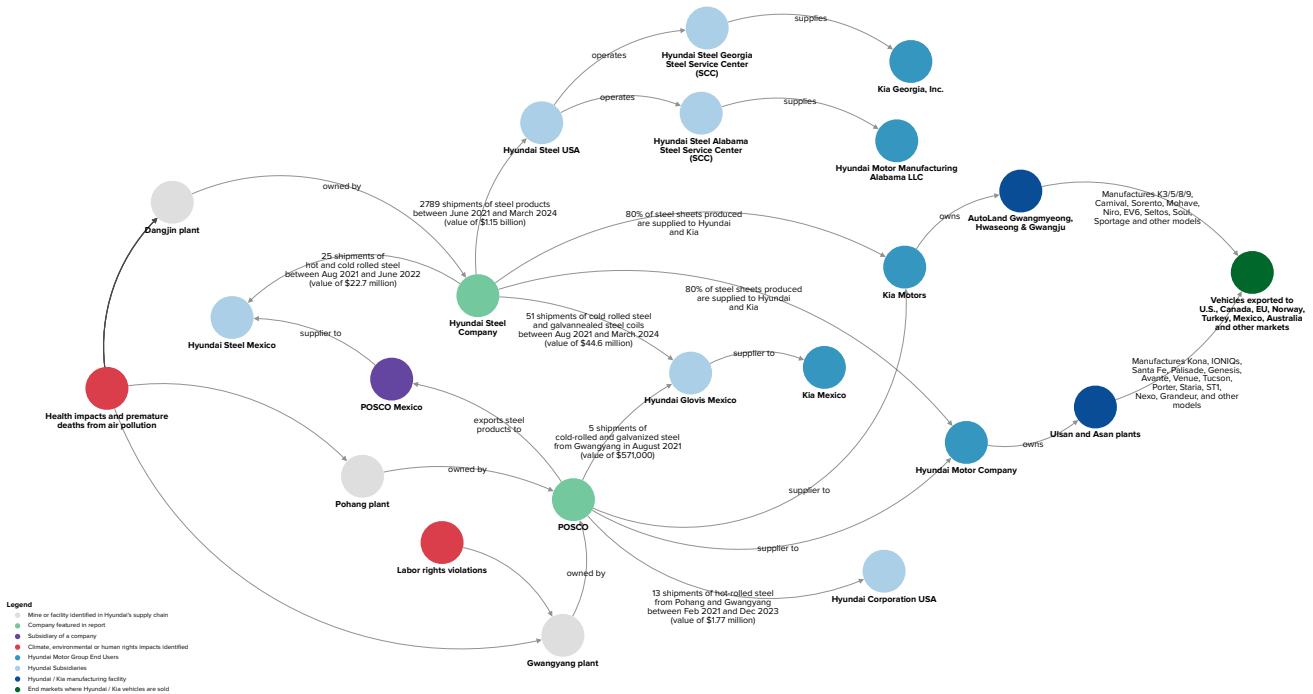 Hyundai Steel Georgia
Steel Service Center
(SCC)
supplies
Kia Georgia, Inc.
operates
operates
Hyundai Steel USA
Hyundai Steel Alabama
Steel Service Center
(SCC)
supplies
Hyundai Motor Manufacturing
Alabama LLC
owned by
Dangjin plant
2789 shipments of steel products
between June 2021 and March 2024
(value of $1.15 billion)
80% of steel sheets produced
are supplied to Hyundai
and Kia
owns
AutoLand Gwangmyeong,
Hwaseong & Gwangju
Manufactures K3/5/8/9,
Carnival, Sorento, Mohave,
Niro, EV6, Seltos, Soul,
Sportage and other models
25 shipments of
hot and cold rolled steel
between Aug 2021 and June 2022
(value of $22.7 million)
Hyundai Steel
Company
80% of steel sheets produced
are supplied to Hyundai
and Kia
Kia Motors
Vehicles exported to
U.S., Canada, EU, Norway,
Turkey, Mexico, Australia
and other markets
Hyundai Steel Mexico
supplier to
51 shipments of cold rolled steel
and galvannealed steel coils
between Aug 2021 and March 2024
(value of $44.6 million)
supplier to
Hyundai Glovis Mexico
Kia Mexico
POSCO Mexico
Health impacts and premature
deaths from air pollution
exports steel
products to
5 shipments of
cold-rolled and galvanized steel
from Gwangyang in August 2021
(value of $571,000)
Manufactures Kona, IONIQs,
Santa Fe, Palisade, Genesis,
Avante, Venue, Tucson,
Porter, Staria, ST1,
Nexo, Grandeur, and other
models
Ulsan and Asan plants
owns
Hyundai Motor Company
owned by
Pohang plant
supplier to
POSCO
supplier to
Labor rights violations
owned by
13 shipments of hot-rolled steel
from Pohang and Gwangyang
between Feb 2021 and Dec 2023
(value of $1.77 million)
Hyundai Corporation USA
Gwangyang plant
Legend
Mine or facility identified in Hyundai's supply chain
Company featured in report
Subsidiary of a company
Climate, environmental or human rights impacts identified
Hyundai Motor Group End Users
Hyundai Subsidiaries
Hyundai / Kia manufacturing facility
End markets where Hyundai / Kia vehicles are sold